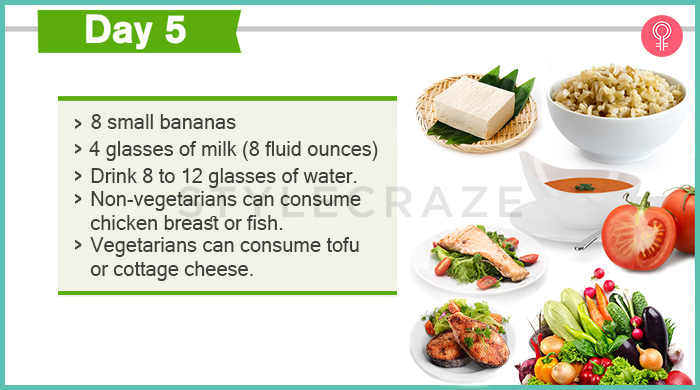 Day 5
> 8 small bananas
> 4 glasses of milk (8 fluid ounces)
> Drink 8 to 12 glasses of water.
> Non-vegetarians can consume
chicken breast or fish.
> Vegetarians can consume tofu
or cottage cheese.
STYLECRAZE